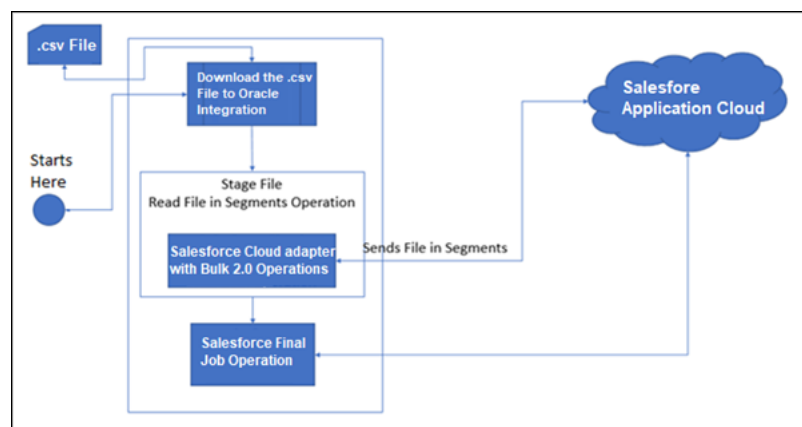 .csv File
Download the .csv
File to Oracle
Integration
Salesfore
Application Cloud
Starts
Here
Stage File
Read File in Segments Operation
Salesforce Cloud adapter
with Bulk 2.0 Operations
Sends File in Segments
Salesforce Final
Job Operation